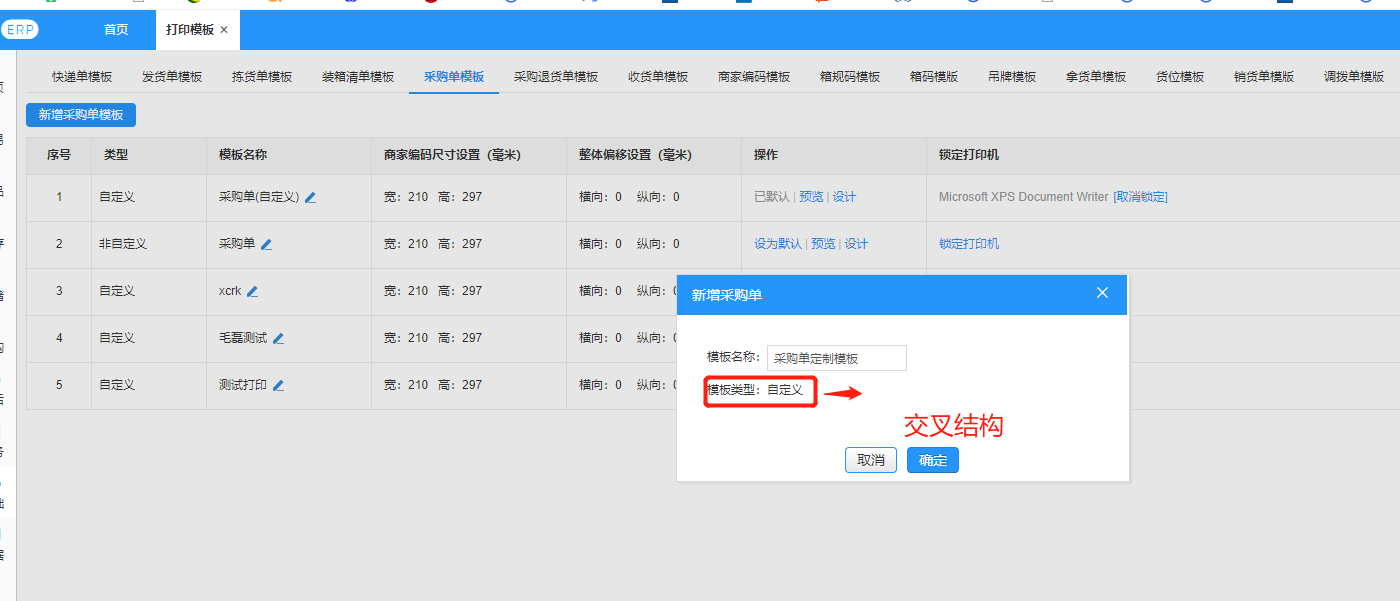 ERP 首页 打印模板 ×
快递单模板 发货单模板 拣货单模板 装箱清单模板 采购单模板 采购退货单模板 收货单模板 商家编码模板 箱规码模板 箱码模版 吊牌模板 拿货单模板 货位模板 销货单模版 调拨单模版
新增采购单模板
序号 类型 模板名称 商家编码尺寸设置（毫米） 整体偏移设置（毫米） 操作 锁定打印机
1 自定义 采购单(自定义) 宽：210 高：297 横向：0 纵向：0 已默认 | 预览 | 设计 Microsoft XPS Document Writer [取消锁定]
2 非自定义 采购单 宽：210 高：297 横向：0 纵向：0 设为默认 | 预览 | 设计 锁定打印机
3 自定义 xcrk 宽：210 高：297 横向：0 纵向：
4 自定义 毛磊测试 宽：210 高：297 横向：0 纵向：
5 自定义 测试打印 宽：210 高：297 横向：0 纵向：
新增采购单
模板名称： 采购单定制模板
模板类型：自定义
交叉结构
取消 确定